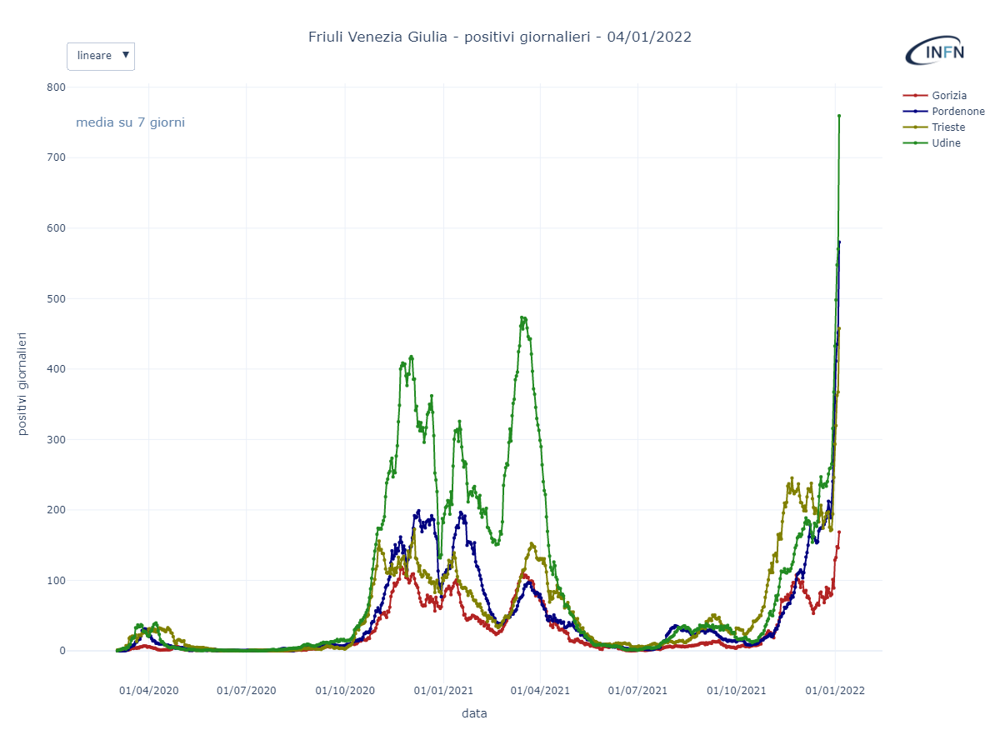 Friuli Venezia Giulia - positivi giornalieri - 04/01/2022
lineare ▼
INFN
media su 7 giorni
Gorizia
Pordenone
Trieste
Udine
800
700
600
500
400
300
200
100
0
positivi giornalieri
01/04/2020
01/07/2020
01/10/2020
01/01/2021
01/04/2021
01/07/2021
01/10/2021
01/01/2022
data